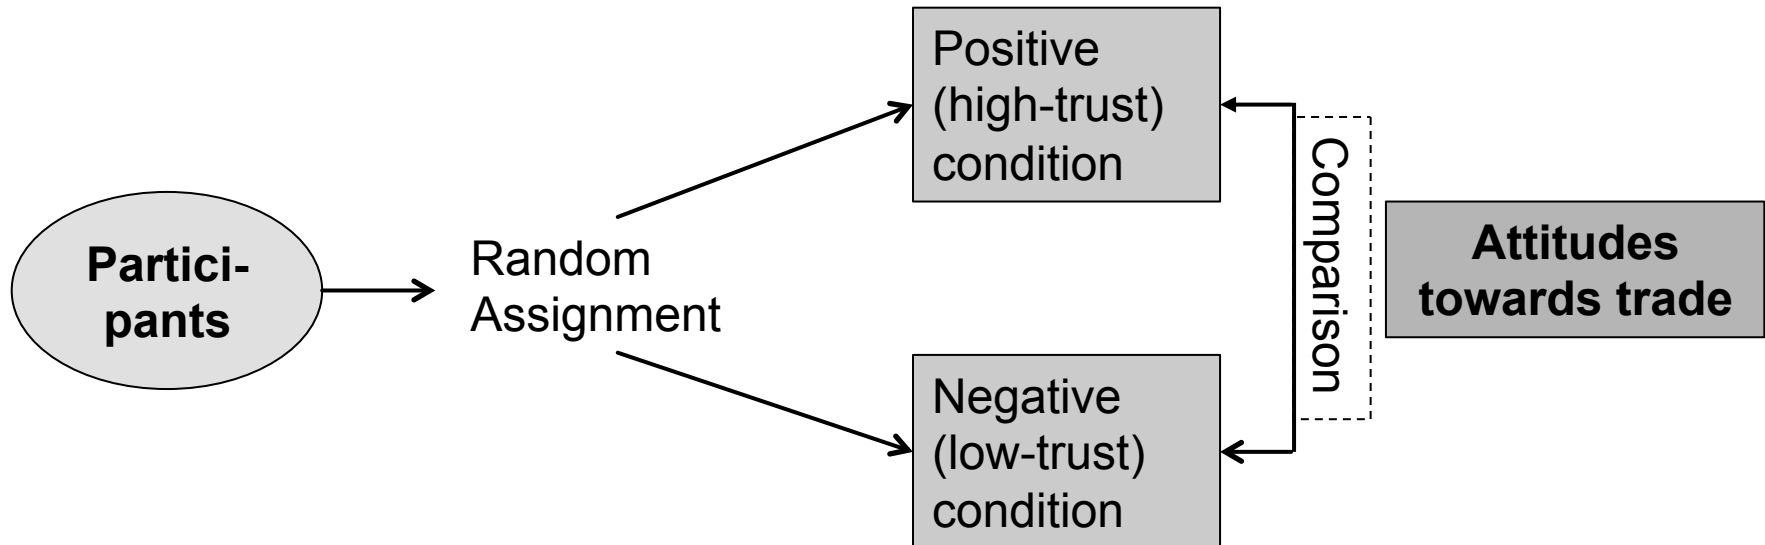 Partici-
pants
Random
Assignment
Positive
(high-trust)
condition
Negative
(low-trust)
condition
Comparison
Attitudes
towards trade